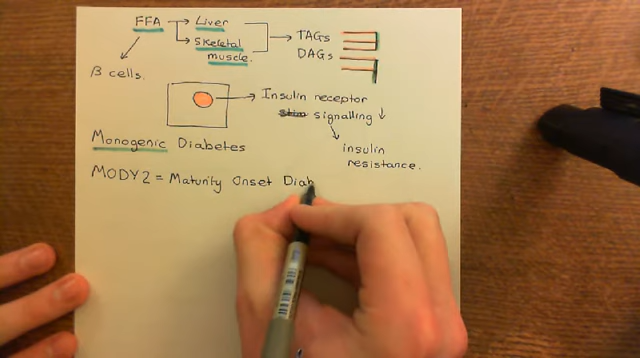 FFA → Liver
→ Skeletal muscle.
→ TAGs
DAGs
β cells.
→ Insulin receptor
signalling ↓
insulin
resistance.
Monogenic Diabetes
MODY2 = Maturity Onset Diab